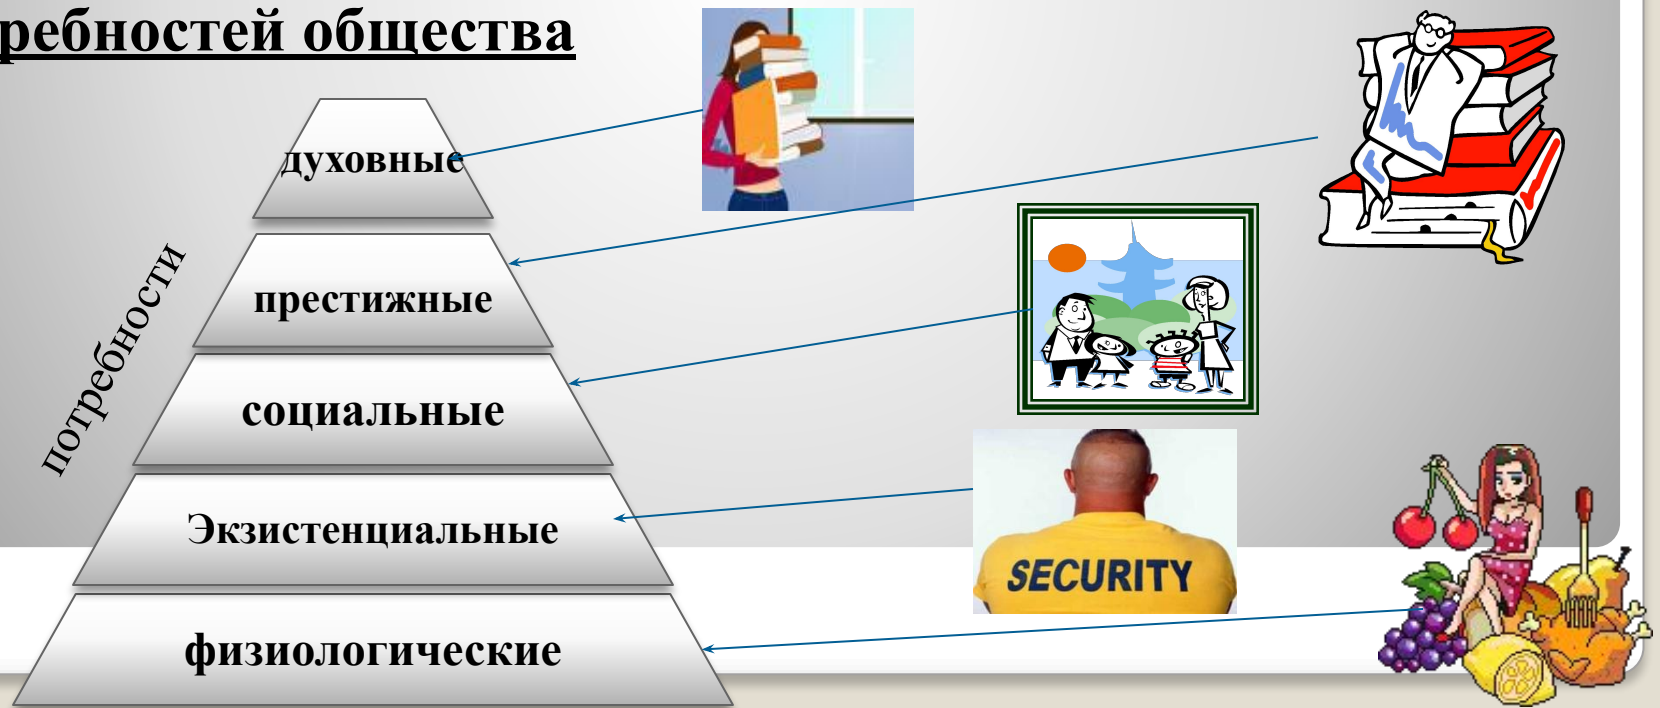 ребностей общества
духовные
престижные
потребности
социальные
Экзистенциальные
SECURITY
физиологические